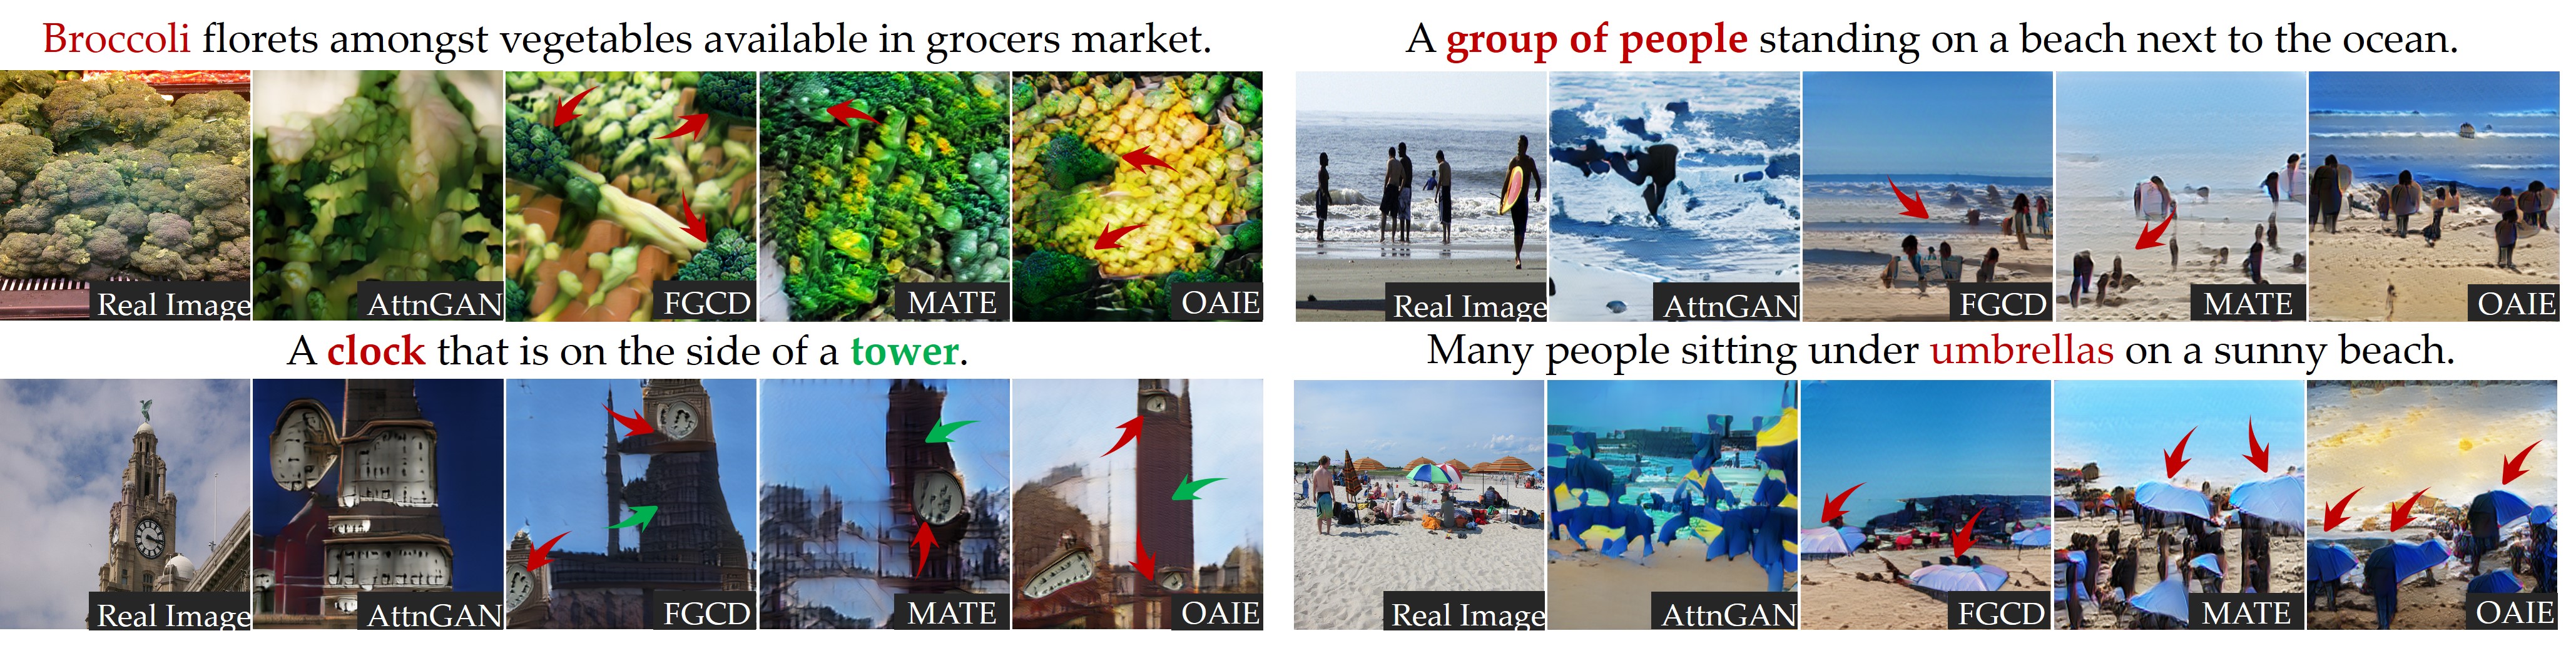 Broccoli florets amongst vegetables available in grocers market.
Real Image
AttnGAN
FGCD
MATE
OAIE
A group of people standing on a beach next to the ocean.
Real Image
AttnGAN
FGCD
MATE
OAIE
A clock that is on the side of a tower.
Real Image
AttnGAN
FGCD
MATE
OAIE
Many people sitting under umbrellas on a sunny beach.
Real Image
AttnGAN
FGCD
MATE
OAIE